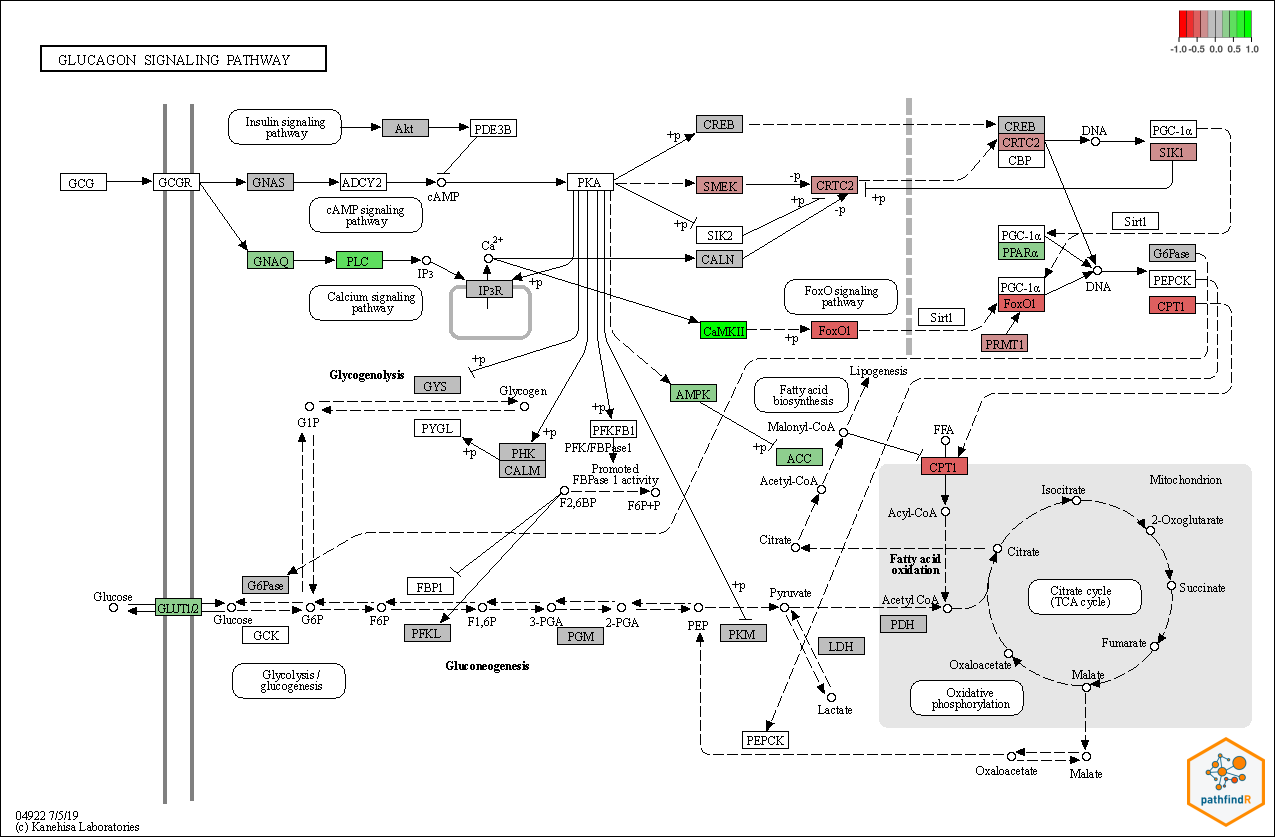 -1.0 -0.5 0.0 0.5 1.0
GLUCAGON SIGNALING PATHWAY
Insulin signaling
pathway
Akt
PDE3B
CREB
CREB
CRTC2
CBP
DNA
PGC-1α
SIK1
+p
GCG
GCGR
GNAS
ADCY2
cAMP
PKA
SMEK
-p
CRTC2
+p
+p
-p
cAMP signaling
pathway
+p
SIK2
CALN
Sirt1
PGC-1α
PPARα
G6Pase
GNAQ
PLC
IP3
Ca2+
IP3R
+p
DNA
PEPCK
Calcium signaling
pathway
FoxO signaling
pathway
PGC-1α
FoxO1
CPT1
Sirt1
CaMKII
+p
FoxO1
PRMT1
Glycogenolysis
+p
GYS
Glycogen
G1P
PYGL
+p
+p
PHK
CALM
+p
PFKFB1
PFK/FBPase1
Promoted
FBPase 1 activity
F2,6BP
F6P+P
AMPK
+p
ACC
Lipogenesis
Fatty acid
biosynthesis
Malonyl-CoA
Acetyl-CoA
Citrate
FFA
CPT1
Acyl-CoA
Fatty acid
oxidation
Mitochondrion
Isocitrate
2-Oxoglutarate
Citrate
Succinate
Citrate cycle
(TCA cycle)
Fumarate
Malate
Oxaloacetate
Oxidative
phosphorylation
Glucose
GLUT1/2
Glucose
G6Pase
GCK
G6P
F6P
FBP1
PFKL
F1,6P
3-PGA
PGM
2-PGA
PEP
+p
PKM
Pyruvate
LDH
Lactate
Acetyl CoA
PDH
Gluconeogenesis
Glycolysis /
glucogenesis
PEPCK
Oxaloacetate
Malate
pathfindR
04922 7/5/19
(c) Kanehisa Laboratories